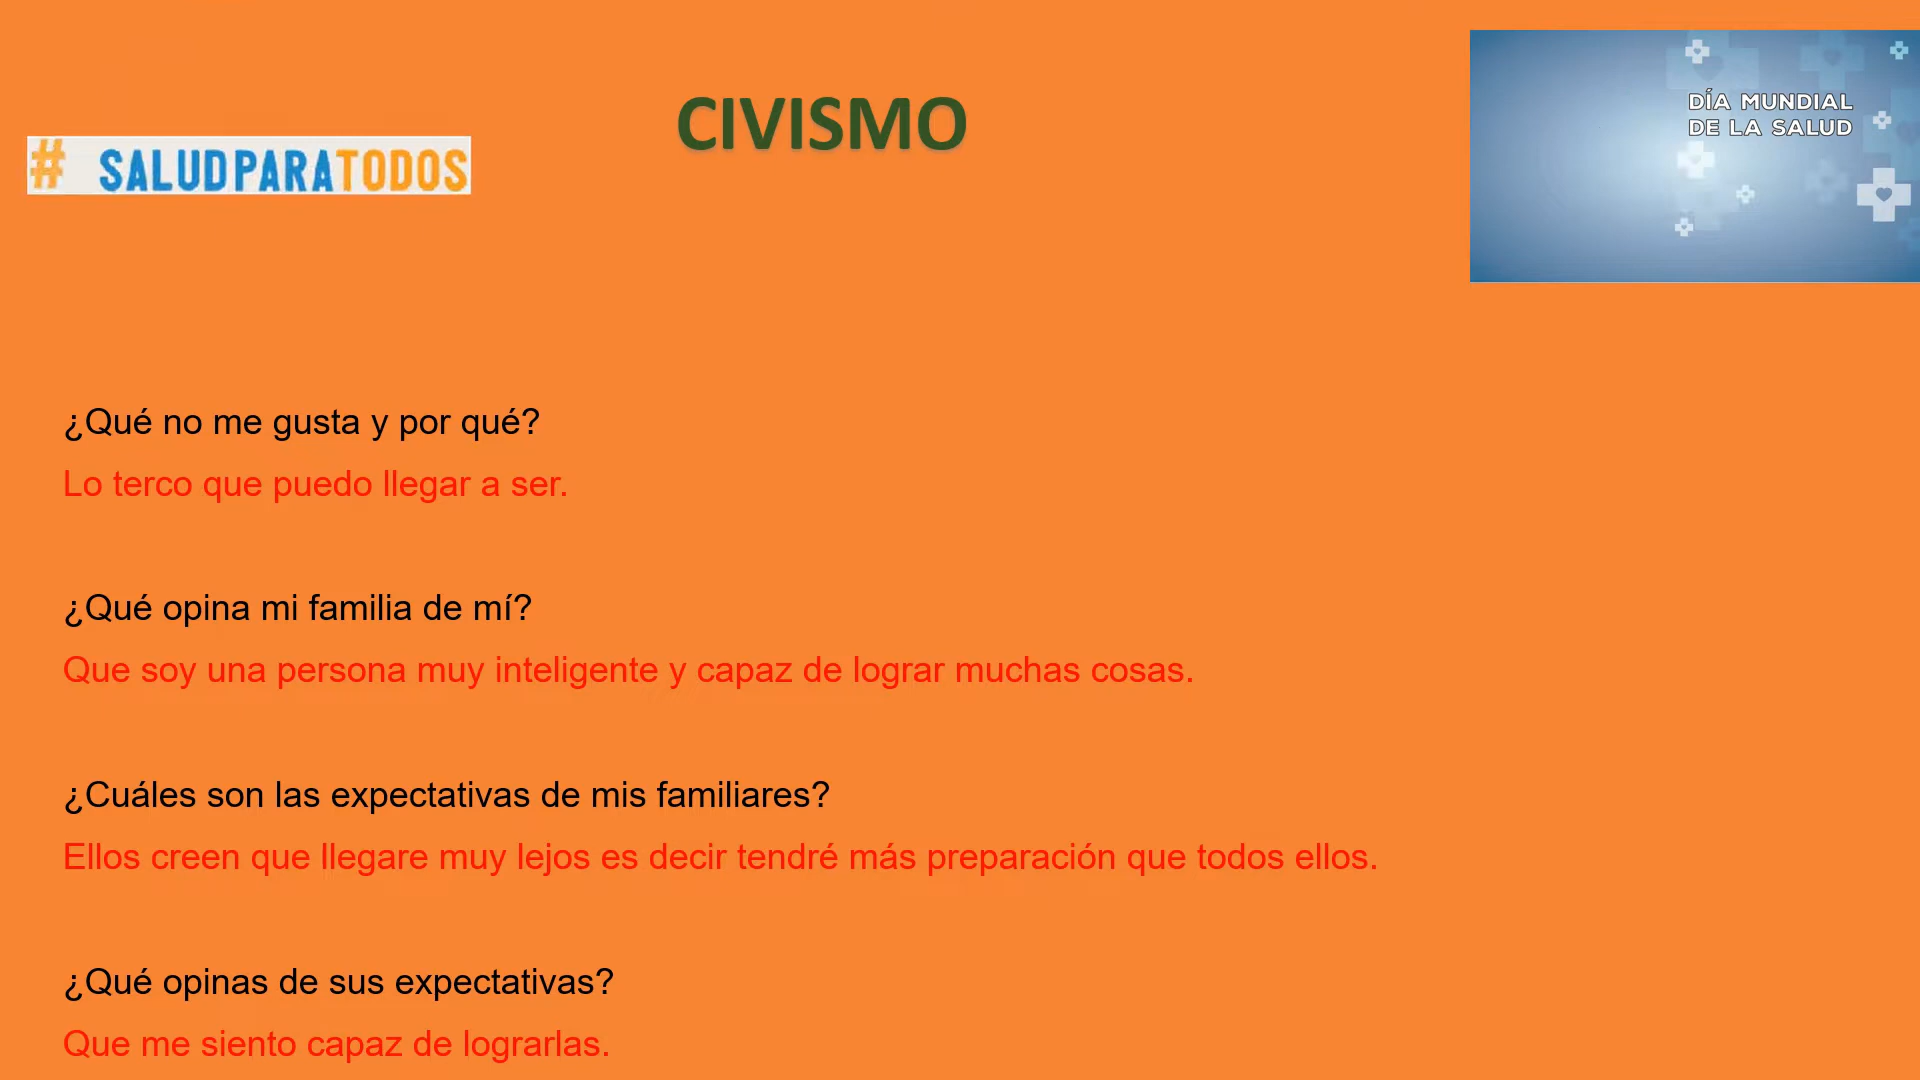 CIVISMO
# SALUDPARATODOS
DÍA MUNDIAL
DE LA SALUD
¿Qué no me gusta y por qué?
Lo terco que puedo llegar a ser.
¿Qué opina mi familia de mí?
Que soy una persona muy inteligente y capaz de lograr muchas cosas.
¿Cuáles son las expectativas de mis familiares?
Ellos creen que llegare muy lejos es decir tendré más preparación que todos ellos.
¿Qué opinas de sus expectativas?
Que me siento capaz de lograrlas.